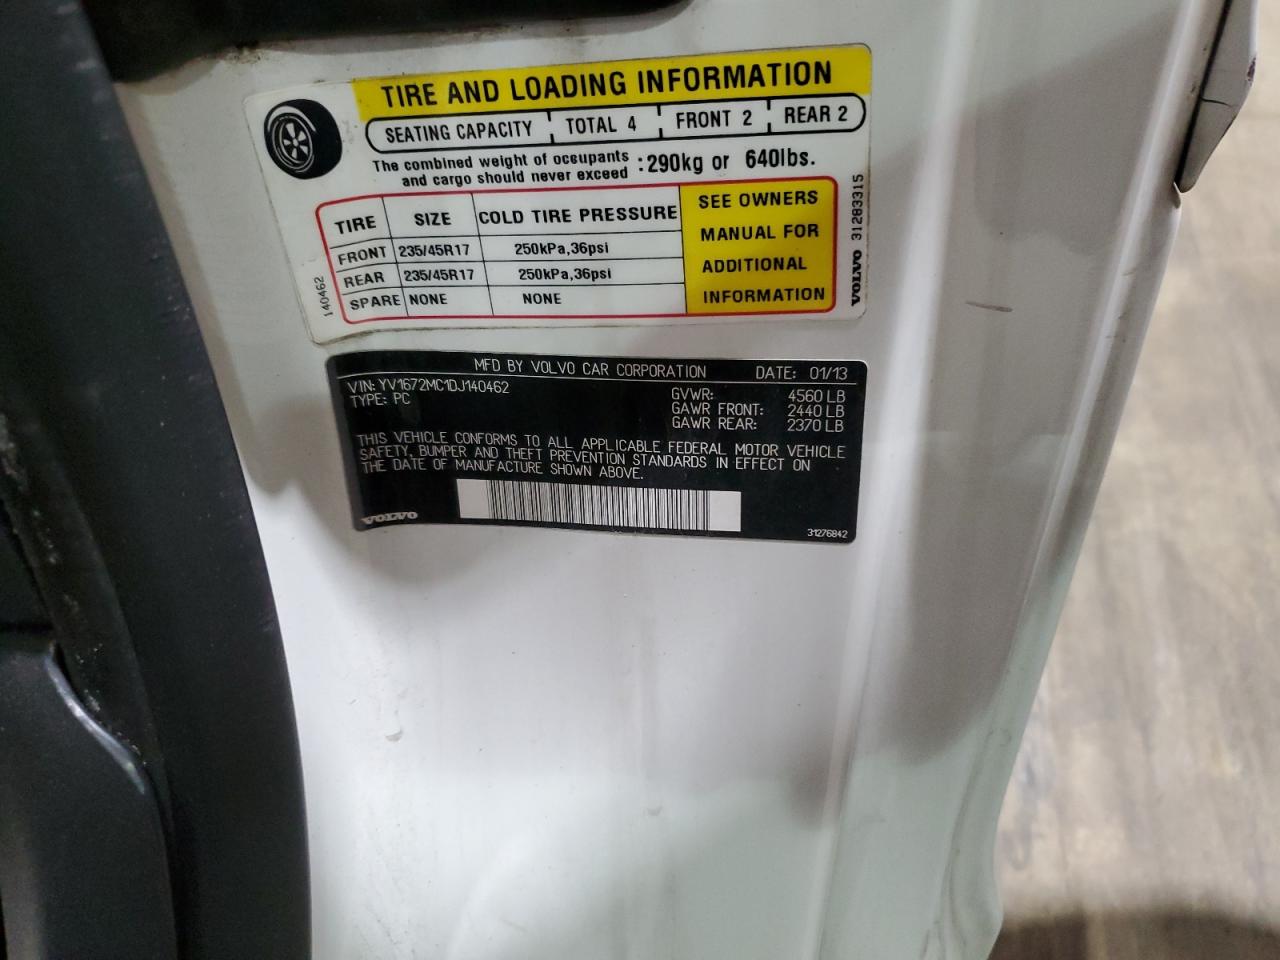 TIRE AND LOADING INFORMATION
SEATING CAPACITY TOTAL 4 FRONT 2 REAR 2
The combined weight of occupants
and cargo should never exceed :290kg or 640lbs.
TIRE SIZE COLD TIRE PRESSURE
FRONT 235/45R17 250kPa,36psi
REAR 235/45R17 250kPa,36psi
SPARE NONE NONE
SEE OWNERS
MANUAL FOR
ADDITIONAL
INFORMATION
140462
VOLVO 31283315
MFD BY VOLVO CAR CORPORATION DATE: 01/13
VIN: YV1672MC1DJ140462
TYPE: PC
GVWR: 4560 LB
GAWR FRONT: 2440 LB
GAWR REAR: 2370 LB
THIS VEHICLE CONFORMS TO ALL APPLICABLE FEDERAL MOTOR VEHICLE
SAFETY, BUMPER AND THEFT PREVENTION STANDARDS IN EFFECT ON
THE DATE OF MANUFACTURE SHOWN ABOVE.
VOLVO
31276842